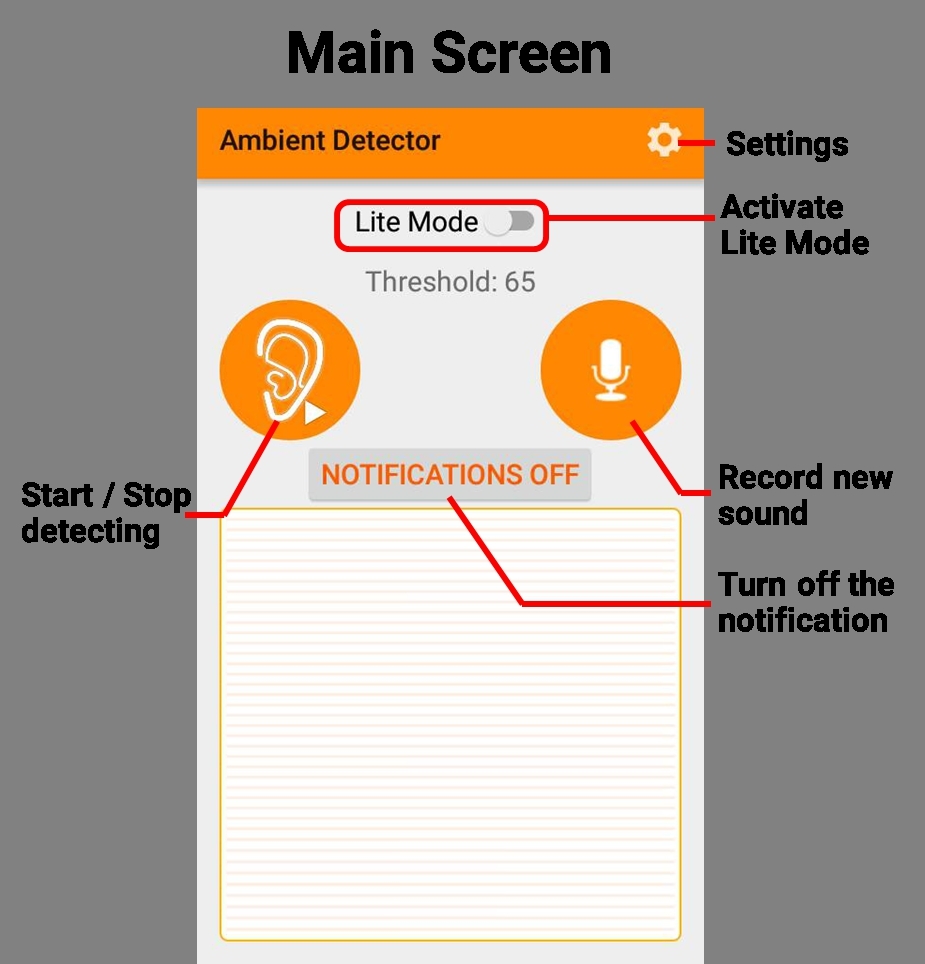 Main Screen
Ambient Detector
Settings
Lite Mode
Activate
Lite Mode
Threshold: 65
NOTIFICATIONS OFF
Start / Stop
detecting
Record new
sound
Turn off the
notification